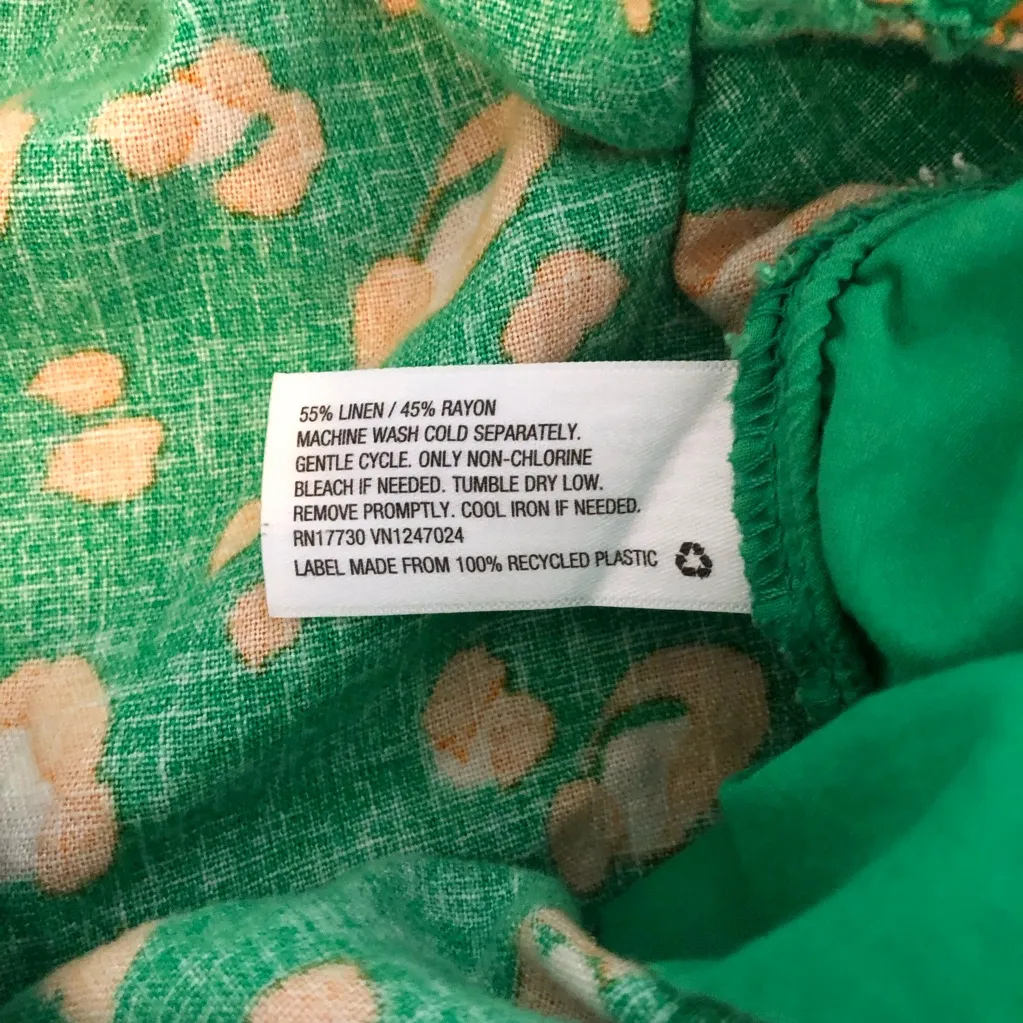 55% LINEN / 45% RAYON
MACHINE WASH COLD SEPARATELY.
GENTLE CYCLE. ONLY NON-CHLORINE
BLEACH IF NEEDED. TUMBLE DRY LOW.
REMOVE PROMPTLY. COOL IRON IF NEEDED.
RN17730 VN1247024
LABEL MADE FROM 100% RECYCLED PLASTIC